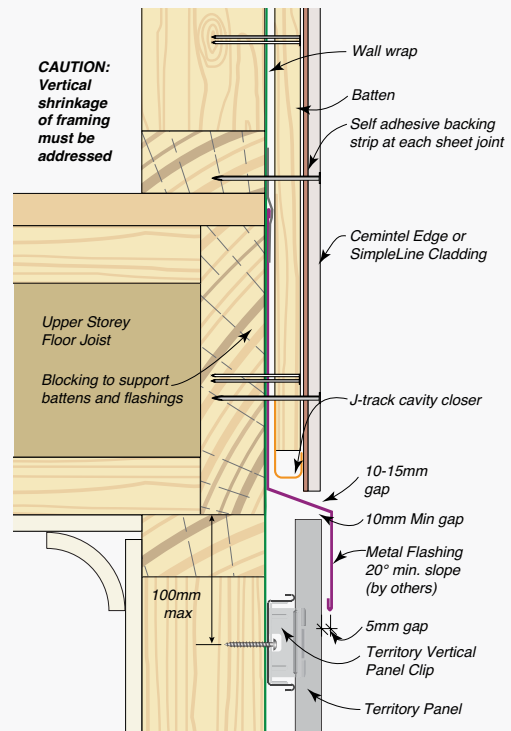 CAUTION:
Vertical
shrinkage
of framing
must be
addressed
Wall wrap
Batten
Self adhesive backing
strip at each sheet joint
Cemintel Edge or
SimpleLine Cladding
Upper Storey
Floor Joist
Blocking to support
battens and flashings
J-track cavity closer
10-15mm
gap
10mm Min gap
Metal Flashing
20° min. slope
(by others)
100mm
max
5mm gap
Territory Vertical
Panel Clip
Territory Panel